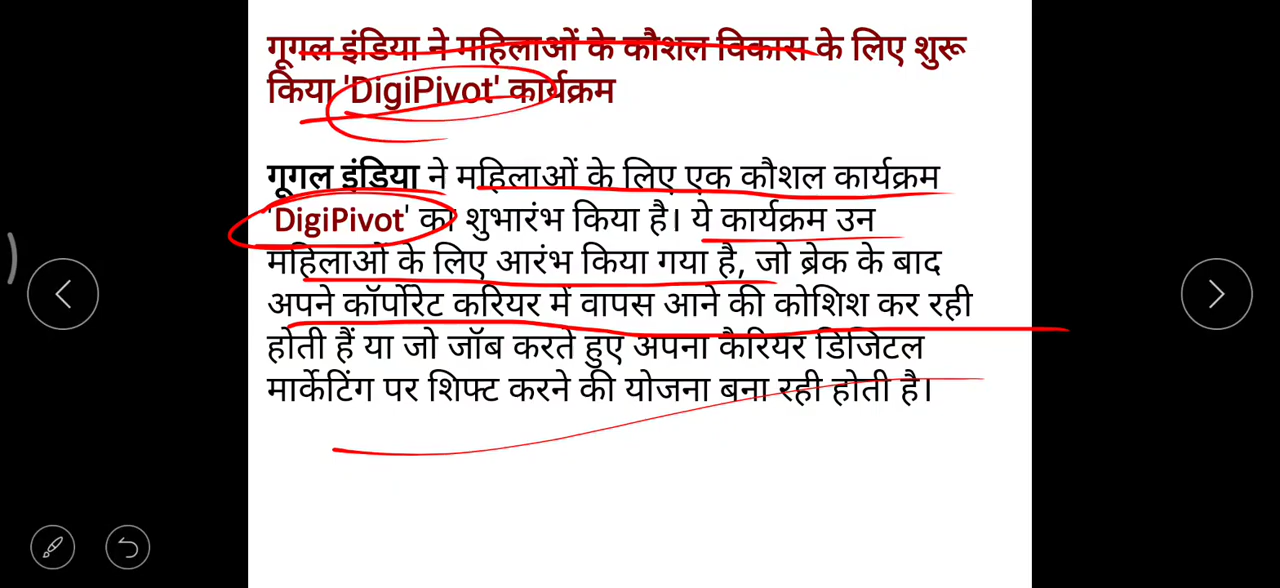 गूगल इंडिया ने महिलाओं के कौशल विकास के लिए शुरू
किया 'DigiPivot' कार्यक्रम
गूगल इंडिया ने महिलाओं के लिए एक कौशल कार्यक्रम
'DigiPivot' का शुभारंभ किया है। ये कार्यक्रम उन
महिलाओं के लिए आरंभ किया गया है, जो ब्रेक के बाद
अपने कॉर्पोरेट करियर में वापस आने की कोशिश कर रही
होती हैं या जो जॉब करते हुए अपना कैरियर डिजिटल
मार्केटिंग पर शिफ्ट करने की योजना बना रही होती है।